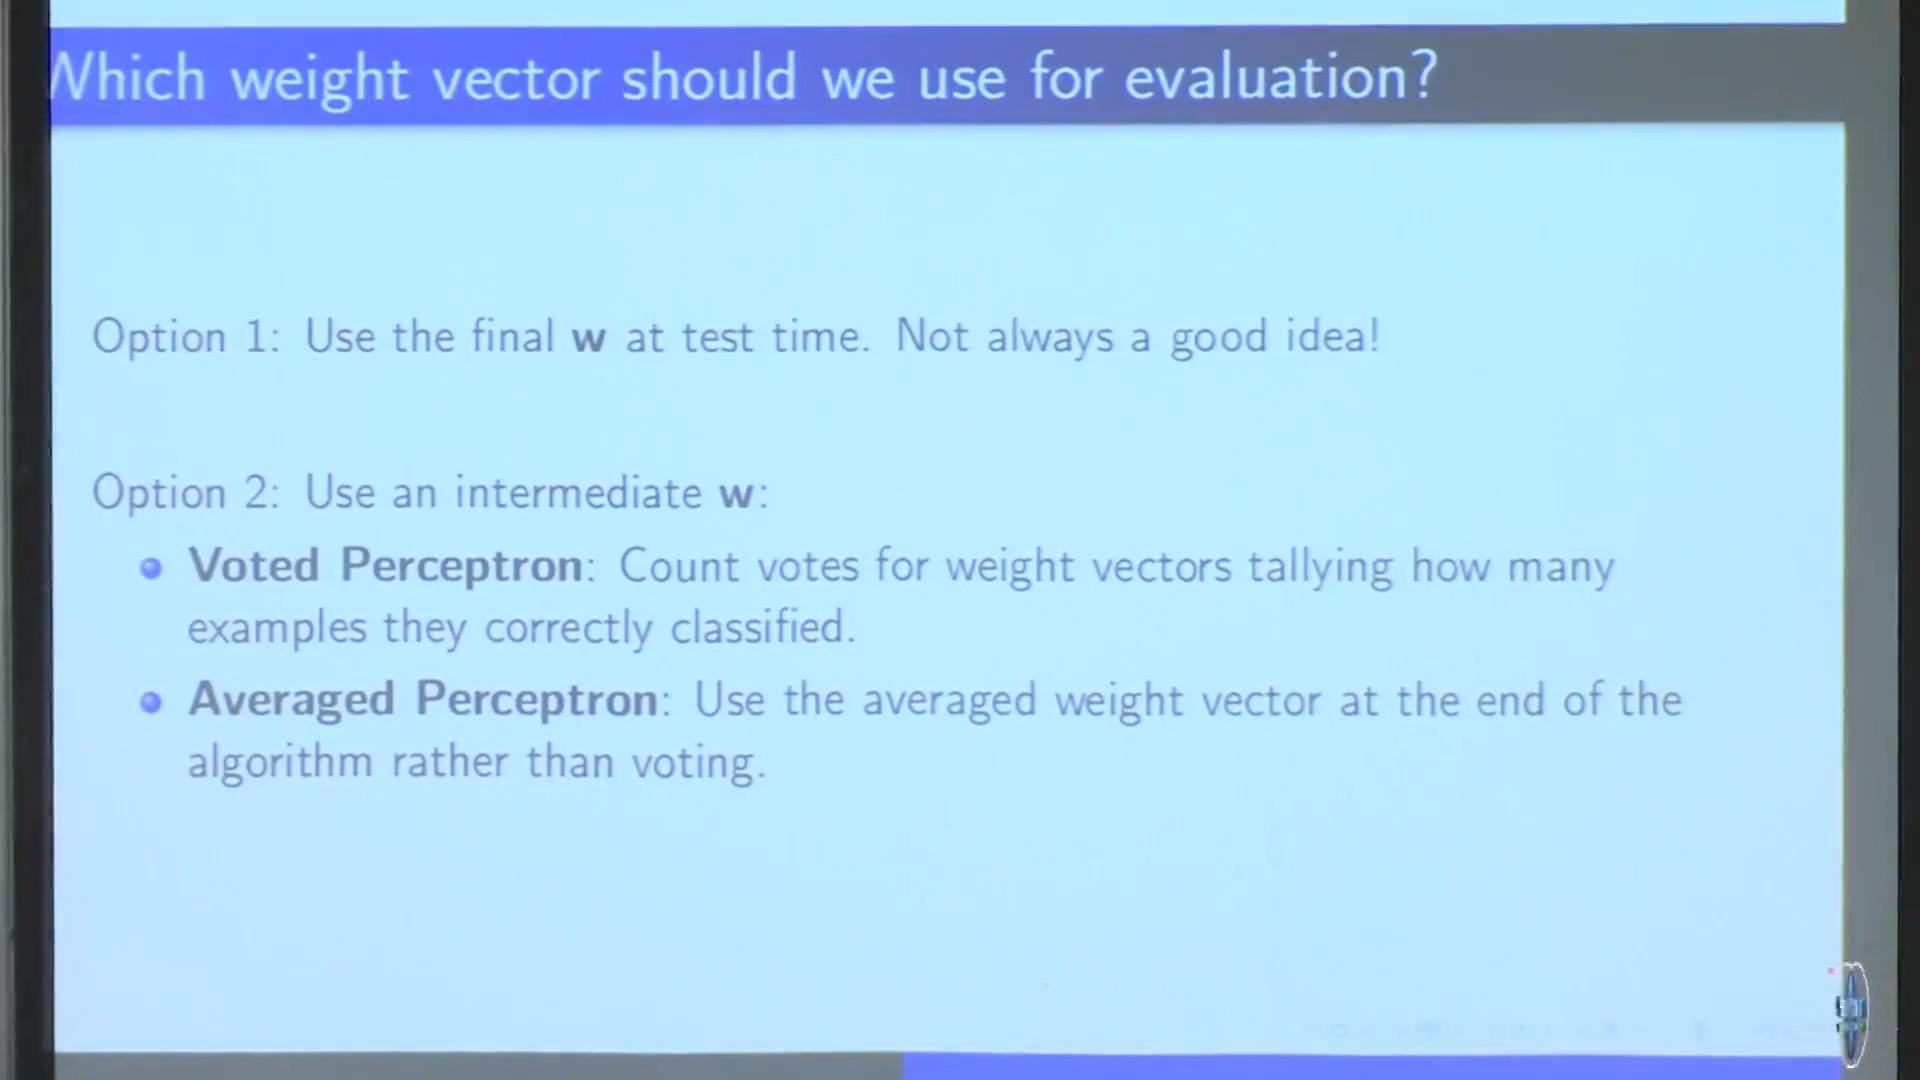 Which weight vector should we use for evaluation?
Option 1: Use the final w at test time. Not always a good idea!
Option 2: Use an intermediate w:
Voted Perceptron: Count votes for weight vectors tallying how many
examples they correctly classified.
Averaged Perceptron: Use the averaged weight vector at the end of the
algorithm rather than voting.